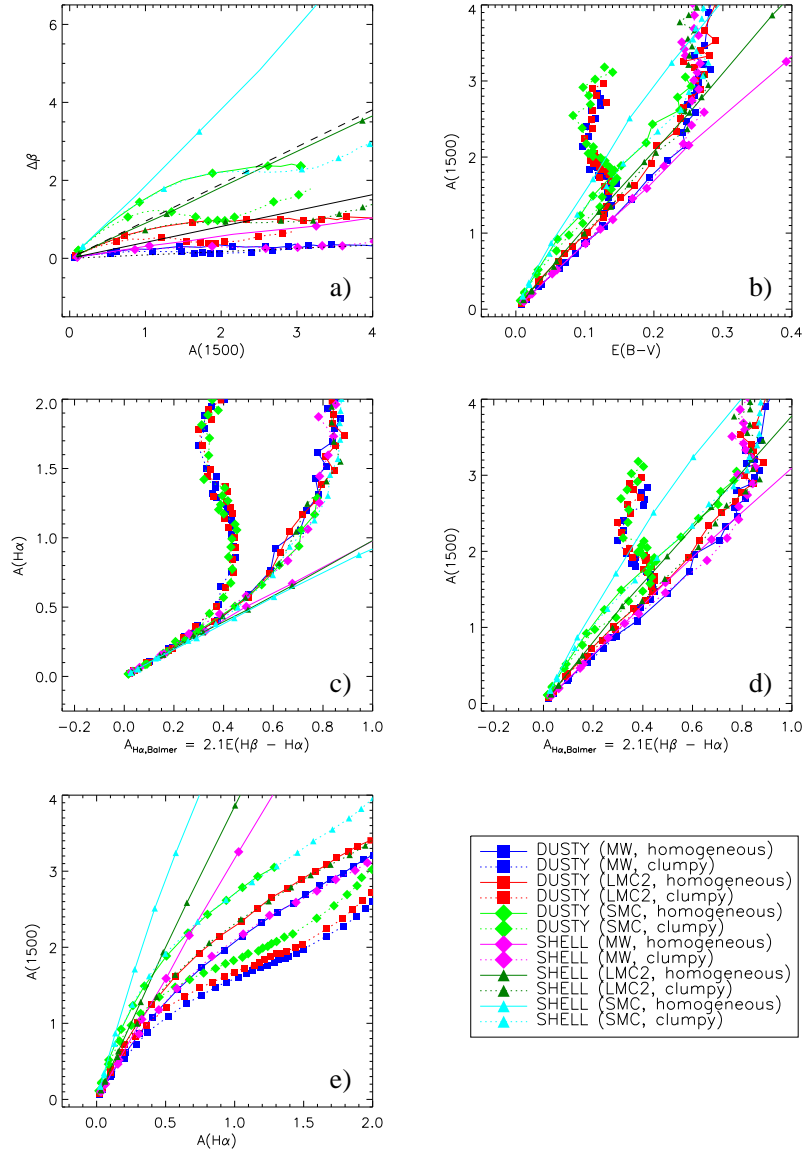 6
4
2
0
Δβ
0
1
2
3
4
A(1500)
a)
4
3
2
1
0
A(1500)
0.0
0.1
0.2
0.3
0.4
E(B−V)
b)
2.0
1.5
1.0
0.5
0.0
A(Hα)
−0.2
0.0
0.2
0.4
0.6
0.8
1.0
A_Hα,Balmer = 2.1E(Hβ − Hα)
c)
4
3
2
1
0
A(1500)
−0.2
0.0
0.2
0.4
0.6
0.8
1.0
A_Hα,Balmer = 2.1E(Hβ − Hα)
d)
4
3
2
1
0
A(1500)
0.0
0.5
1.0
1.5
2.0
A(Hα)
e)
DUSTY (MW, homogeneous)
DUSTY (MW, clumpy)
DUSTY (LMC2, homogeneous)
DUSTY (LMC2, clumpy)
DUSTY (SMC, homogeneous)
DUSTY (SMC, clumpy)
SHELL (MW, homogeneous)
SHELL (MW, clumpy)
SHELL (LMC2, homogeneous)
SHELL (LMC2, clumpy)
SHELL (SMC, homogeneous)
SHELL (SMC, clumpy)